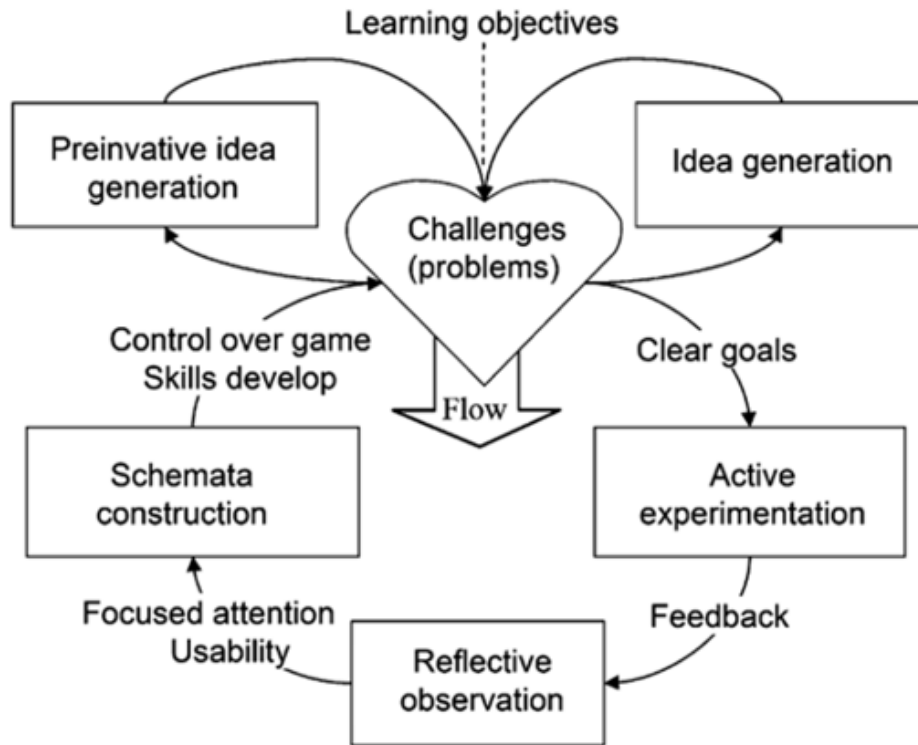 Learning objectives
Preinvative idea
generation
Idea generation
Challenges
(problems)
Control over game
Skills develop
Clear goals
Flow
Schemata
construction
Active
experimentation
Focused attention
Usability
Feedback
Reflective
observation